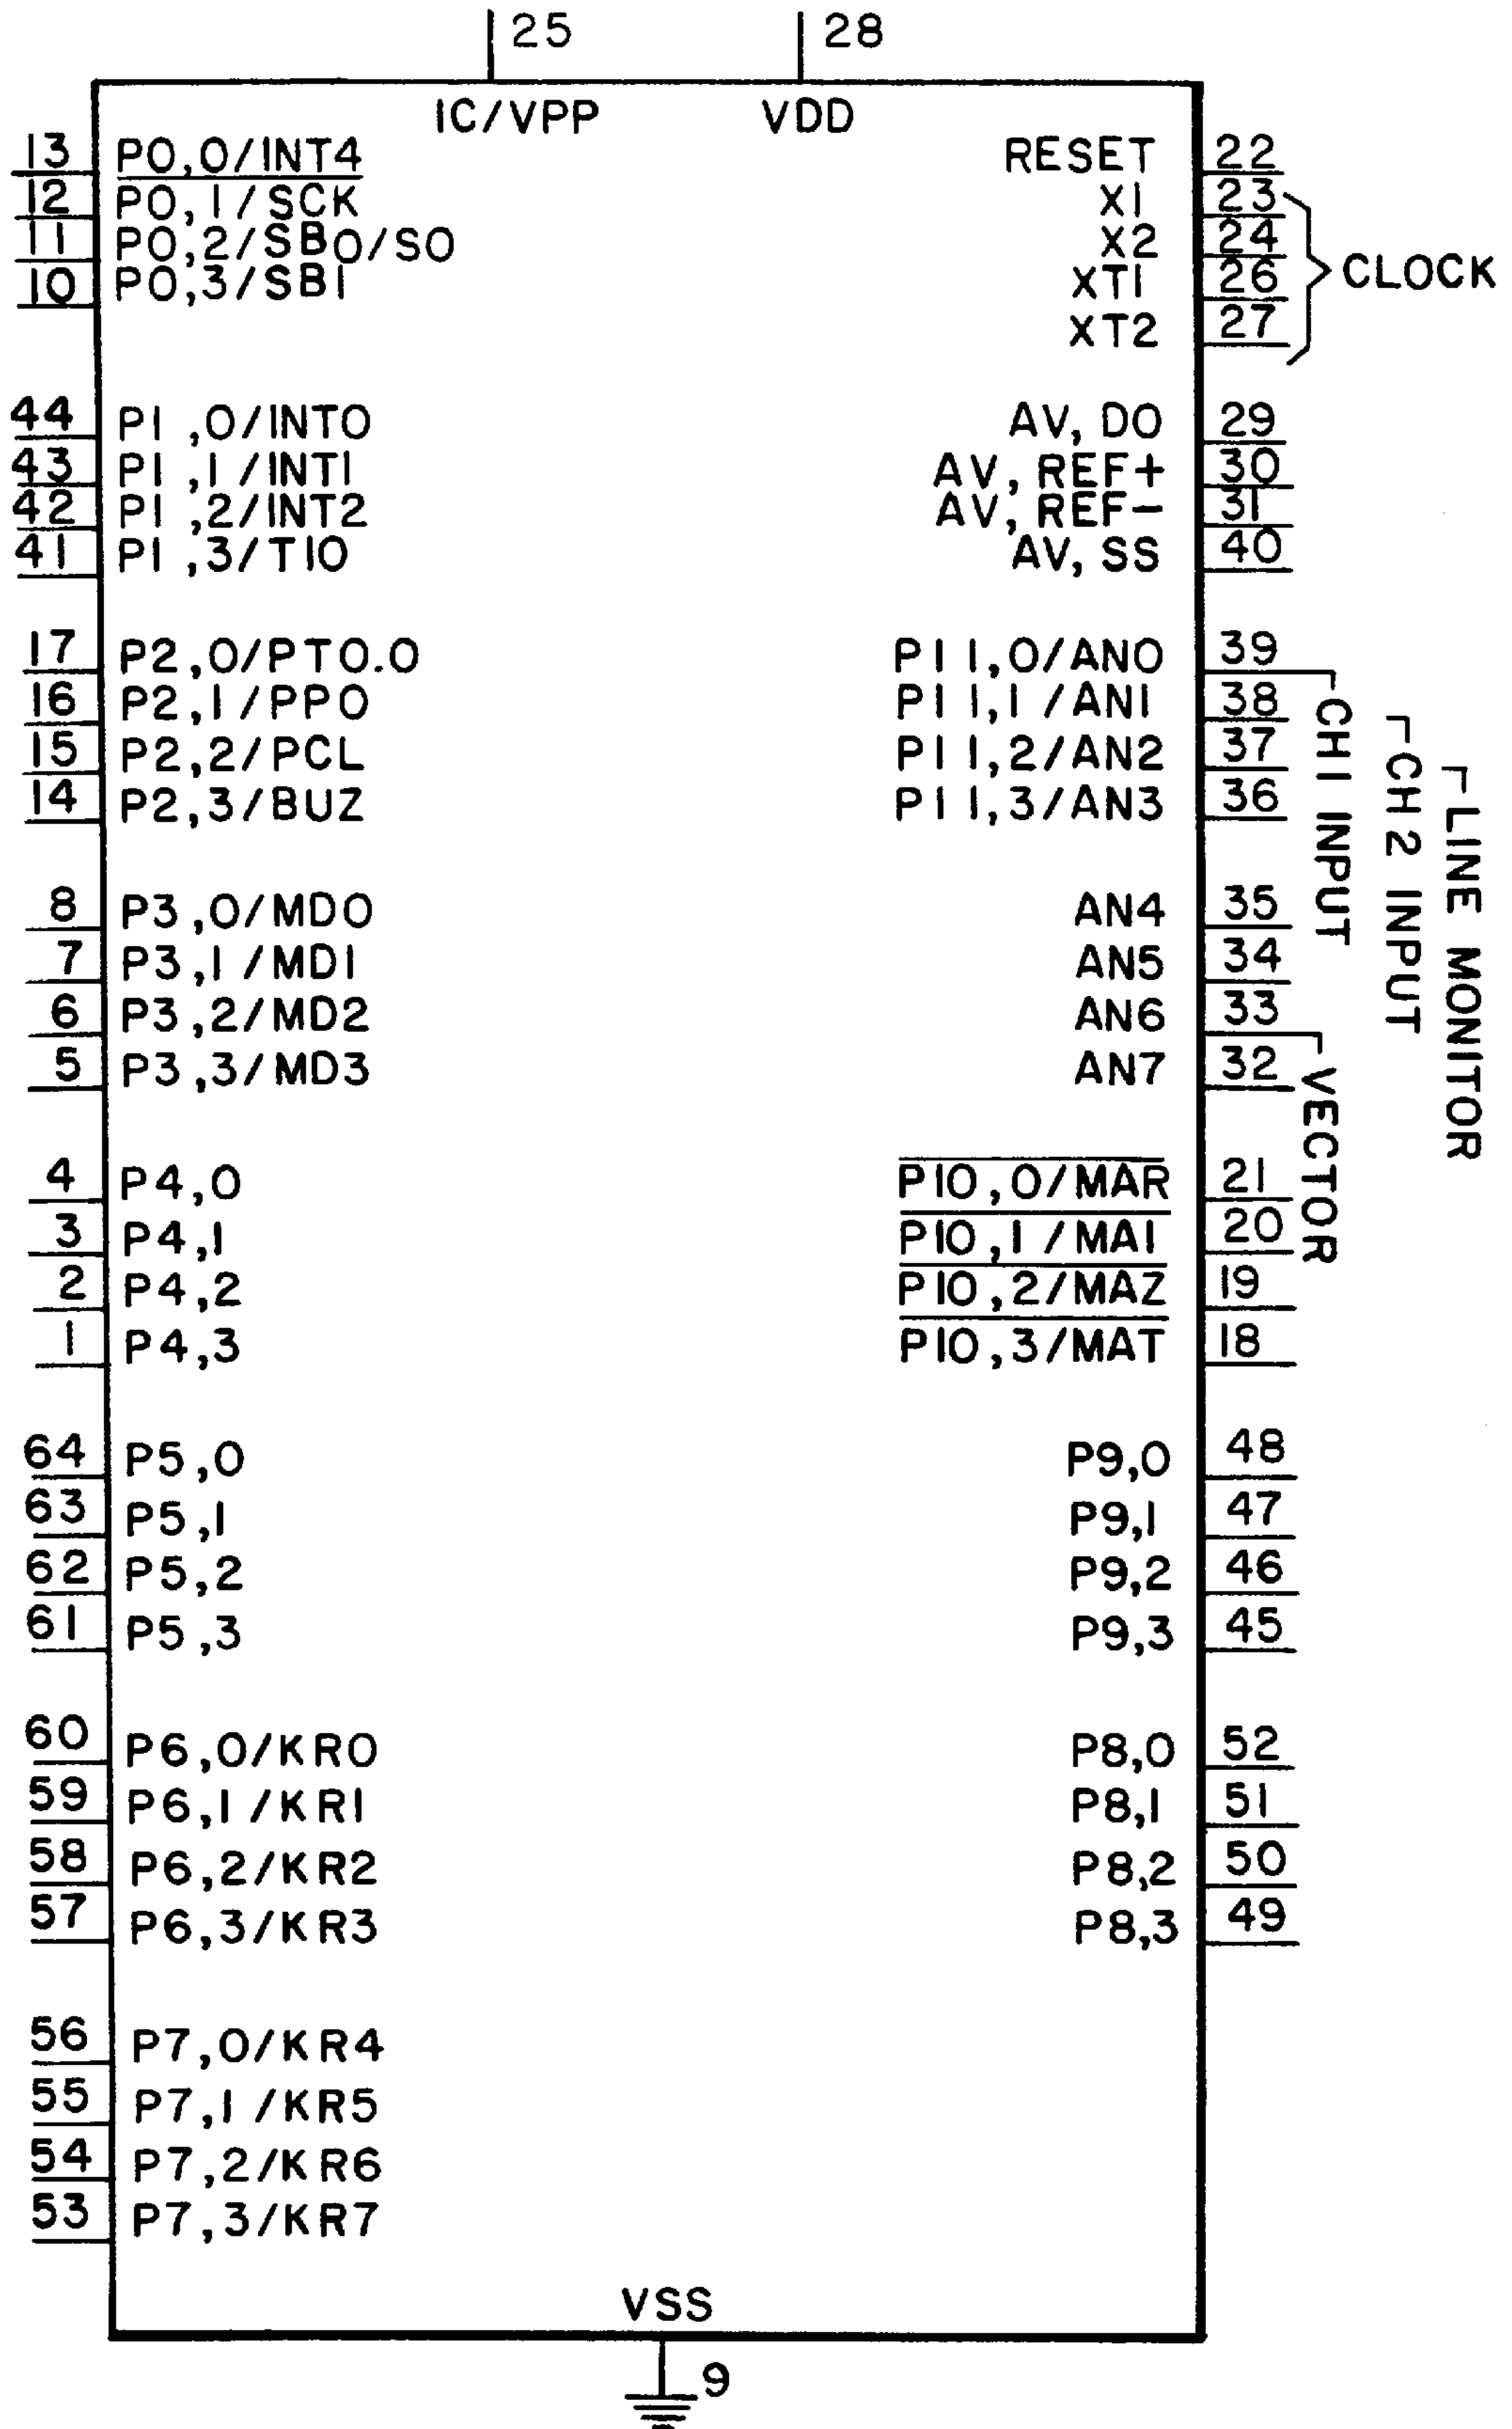 25 28
IC/VPP VDD
13 P0,0/INT4
12 P0,1/SCK
11 P0,2/SB0/SO
10 P0,3/SB1
44 P1,0/INT0
43 P1,1/INT1
42 P1,2/INT2
41 P1,3/TI0
17 P2,0/PTO.0
16 P2,1/PPO
15 P2,2/PCL
14 P2,3/BUZ
8 P3,0/MD0
7 P3,1/MD1
6 P3,2/MD2
5 P3,3/MD3
4 P4,0
3 P4,1
2 P4,2
1 P4,3
64 P5,0
63 P5,1
62 P5,2
61 P5,3
60 P6,0/KR0
59 P6,1/KR1
58 P6,2/KR2
57 P6,3/KR3
56 P7,0/KR4
55 P7,1/KR5
54 P7,2/KR6
53 P7,3/KR7
RESET 22
X1 23
X2 24
XT1 26
XT2 27
CLOCK
AV, DO 29
AV, REF+ 30
AV, REF- 31
AV, SS 40
P11,0/AN0 39
P11,1/AN1 38
P11,2/AN2 37
P11,3/AN3 36
AN4 35
AN5 34
AN6 33
AN7 32
CH1 INPUT
CH 2 INPUT
LINE MONITOR
VECTOR
P10,0/MAR 21
P10,1/MAI 20
P10,2/MAZ 19
P10,3/MAT 18
P9,0 48
P9,1 47
P9,2 46
P9,3 45
P8,0 52
P8,1 51
P8,2 50
P8,3 49
VSS
9